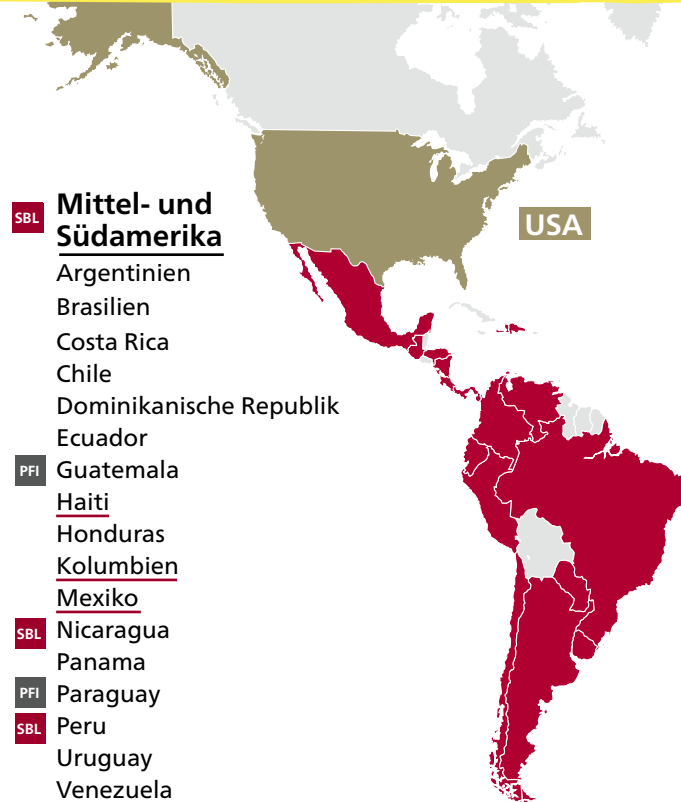 SBL Mittel- und
Südamerika
USA
Argentinien
Brasilien
Costa Rica
Chile
Dominikanische Republik
Ecuador
PFI Guatemala
Haiti
Honduras
Kolumbien
Mexiko
SBL Nicaragua
Panama
PFI Paraguay
SBL Peru
Uruguay
Venezuela